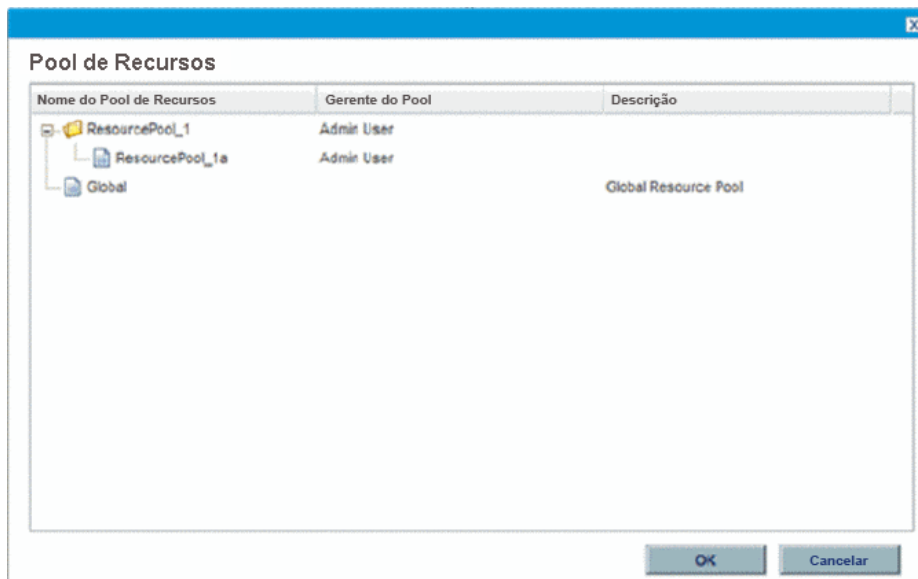 Pool de Recursos
Nome do Pool de Recursos Gerente do Pool Descrição
ResourcePool_1 Admin User
ResourcePool_1a Admin User
Global Global Resource Pool
OK Cancelar